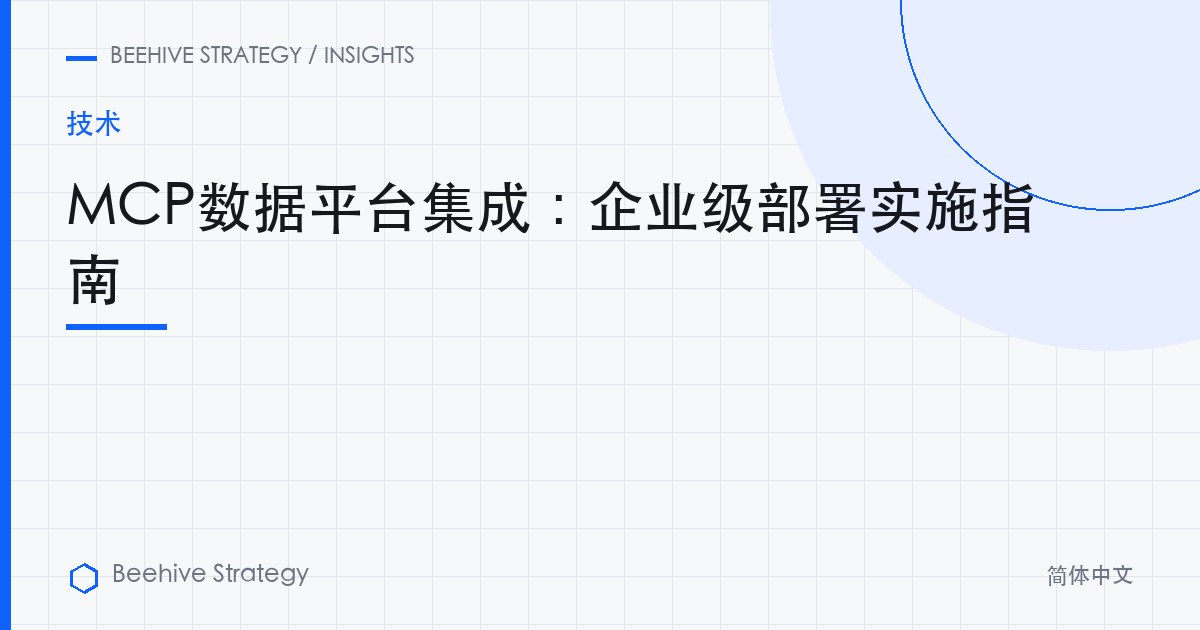 BEEHIVE STRATEGY / INSIGHTS
技术
MCP数据平台集成：企业级部署实施指
南
Beehive Strategy
简体中文